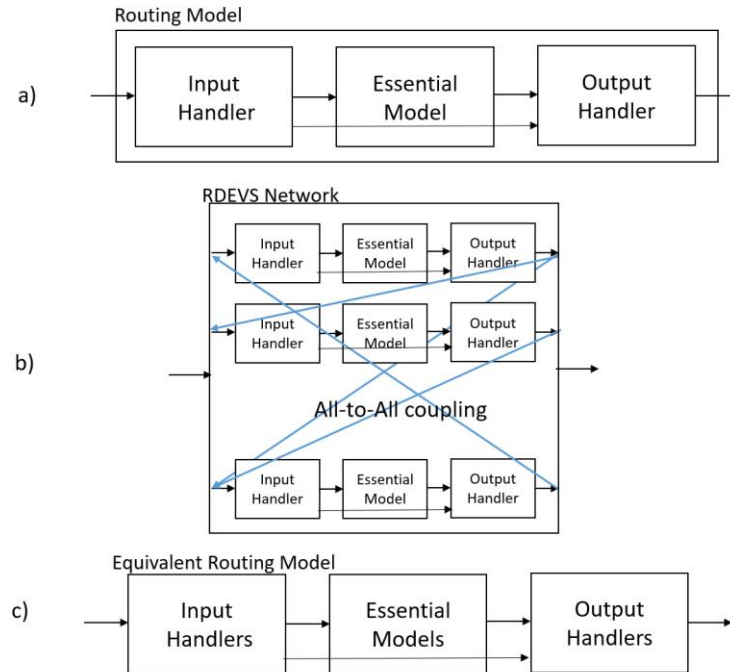 Routing Model
a)
Input
Handler
Essential
Model
Output
Handler
RDEVS Network
b)
Input
Handler
Essential
Model
Output
Handler
Input
Handler
Essential
Model
Output
Handler
All-to-All coupling
Input
Handler
Essential
Model
Output
Handler
Equivalent Routing Model
c)
Input
Handlers
Essential
Models
Output
Handlers